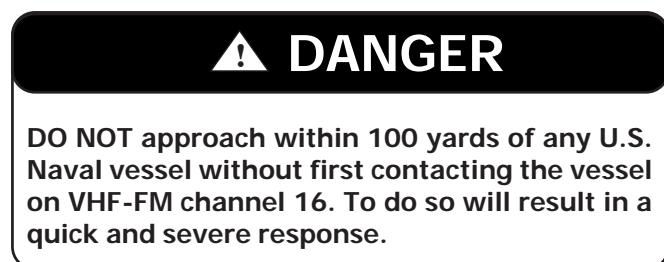 DANGER
DO NOT approach within 100 yards of any U.S.
Naval vessel without first contacting the vessel
on VHF-FM channel 16. To do so will result in a
quick and severe response.